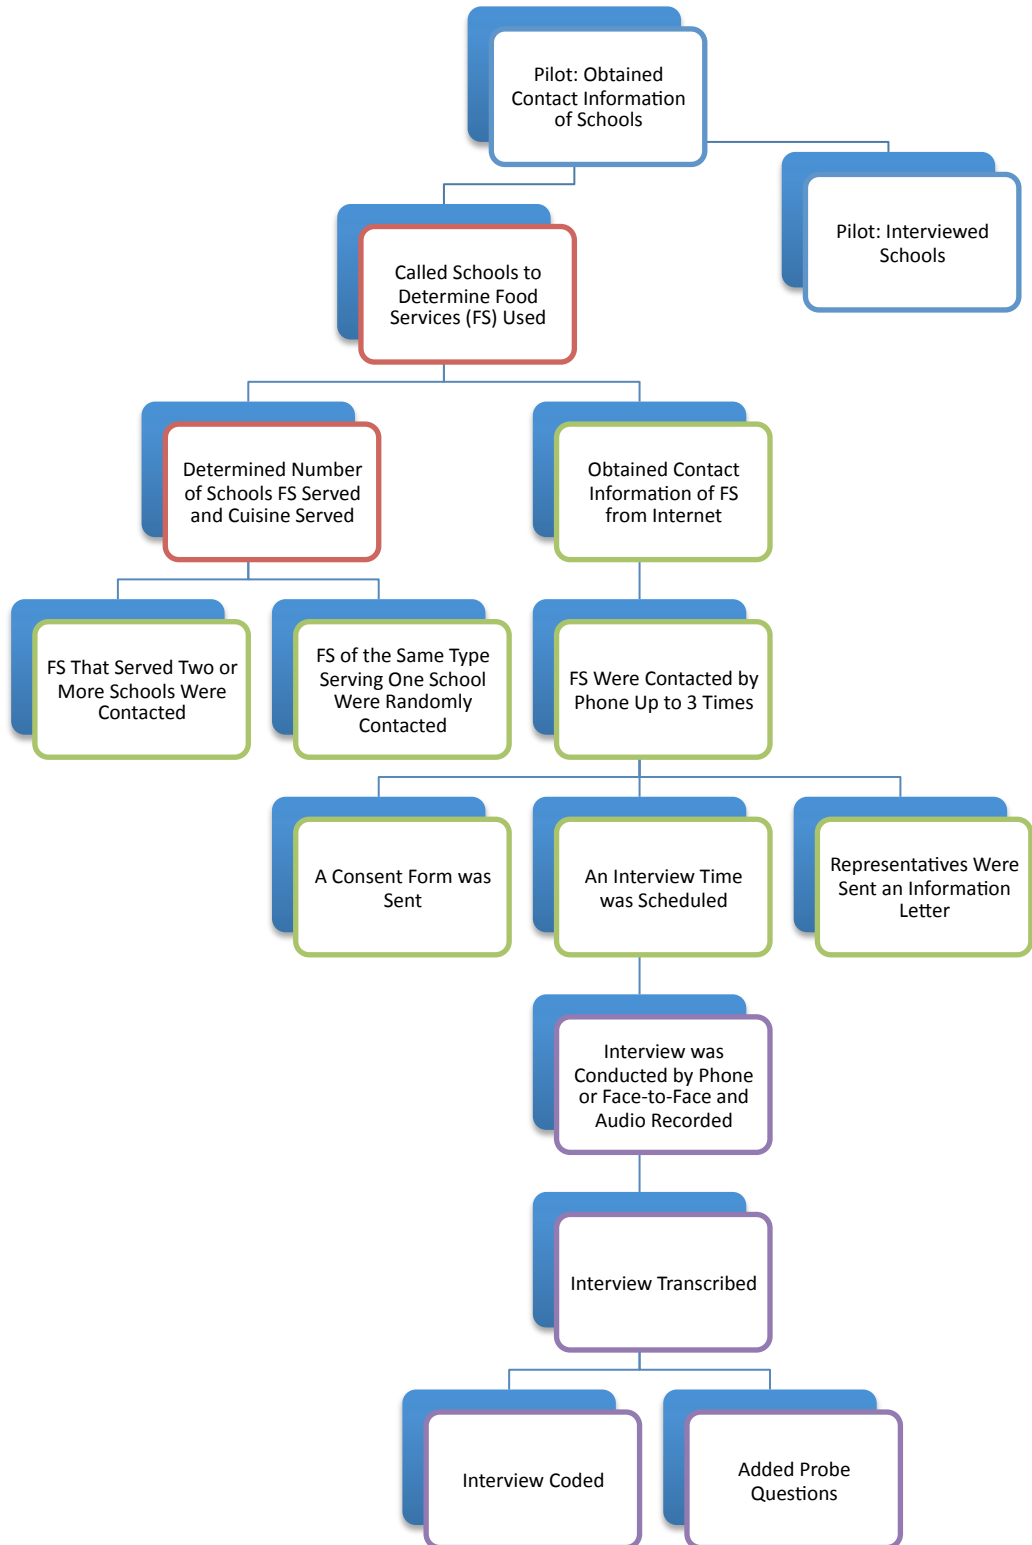 Pilot: Obtained
Contact Information
of Schools
Pilot: Interviewed
Schools
Called Schools to
Determine Food
Services (FS) Used
Determined Number
of Schools FS Served
and Cuisine Served
Obtained Contact
Information of FS
from Internet
FS That Served Two or
More Schools Were
Contacted
FS of the Same Type
Serving One School
Were Randomly
Contacted
FS Were Contacted by
Phone Up to 3 Times
A Consent Form was
Sent
An Interview Time
was Scheduled
Representatives Were
Sent an Information
Letter
Interview was
Conducted by Phone
or Face-to-Face and
Audio Recorded
Interview Transcribed
Interview Coded
Added Probe
Questions